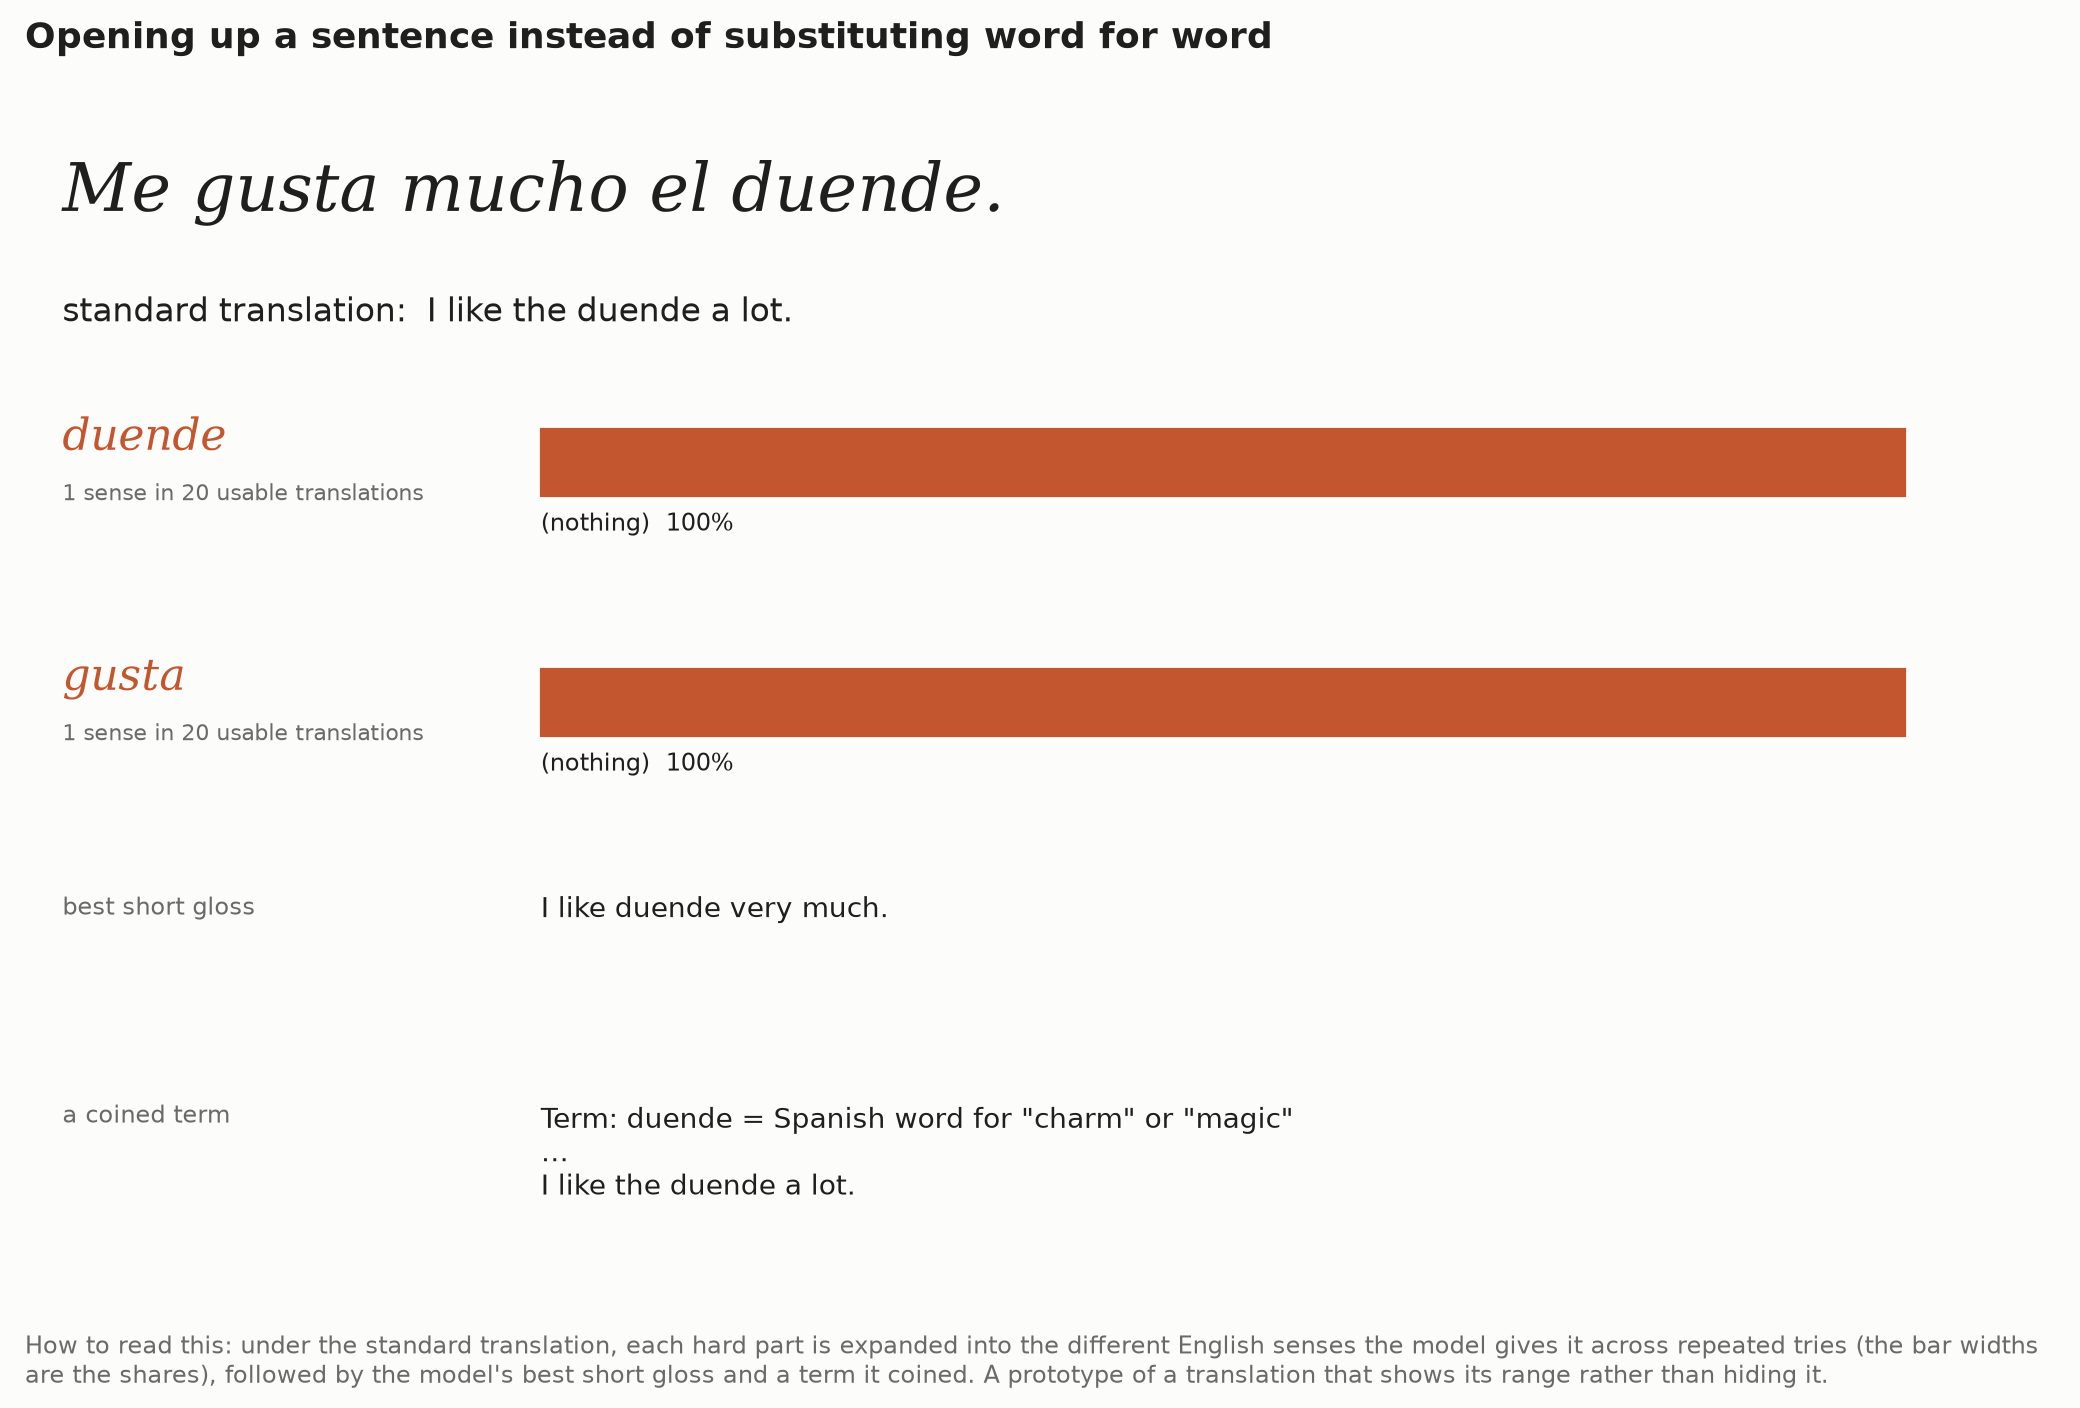 Opening up a sentence instead of substituting word for word
Me gusta mucho el duende.
standard translation: I like the duende a lot.
duende
1 sense in 20 usable translations
(nothing) 100%
gusta
1 sense in 20 usable translations
(nothing) 100%
best short gloss
I like duende very much.
a coined term
Term: duende = Spanish word for "charm" or "magic"
...
I like the duende a lot.
How to read this: under the standard translation, each hard part is expanded into the different English senses the model gives it across repeated tries (the bar widths
are the shares), followed by the model's best short gloss and a term it coined. A prototype of a translation that shows its range rather than hiding it.